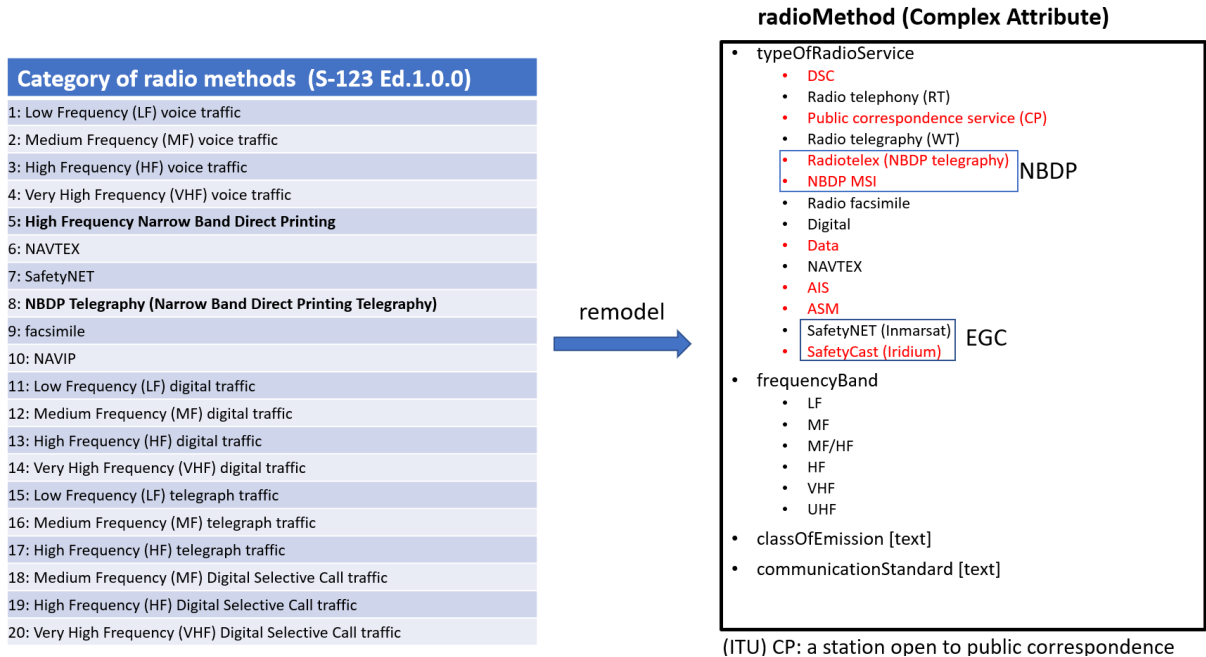 radioMethod (Complex Attribute)
Category of radio methods (S-123 Ed.1.0.0)
1: Low Frequency (LF) voice traffic
2: Medium Frequency (MF) voice traffic
3: High Frequency (HF) voice traffic
4: Very High Frequency (VHF) voice traffic
5: High Frequency Narrow Band Direct Printing
6: NAVTEX
7: SafetyNET
8: NBDP Telegraphy (Narrow Band Direct Printing Telegraphy)
9: facsimile
10: NAVIP
11: Low Frequency (LF) digital traffic
12: Medium Frequency (MF) digital traffic
13: High Frequency (HF) digital traffic
14: Very High Frequency (VHF) digital traffic
15: Low Frequency (LF) telegraph traffic
16: Medium Frequency (MF) telegraph traffic
17: High Frequency (HF) telegraph traffic
18: Medium Frequency (MF) Digital Selective Call traffic
19: High Frequency (HF) Digital Selective Call traffic
20: Very High Frequency (VHF) Digital Selective Call traffic
remodel
• typeOfRadioService
• DSC
• Radio telephony (RT)
• Public correspondence service (CP)
• Radio telegraphy (WT)
• Radiotelex (NBDP telegraphy)
• NBDP MSI
NBDP
• Radio facsimile
• Digital
• Data
• NAVTEX
• AIS
• ASM
• SafetyNET (Inmarsat)
• SafetyCast (Iridium)
EGC
• frequencyBand
• LF
• MF
• MF/HF
• HF
• VHF
• UHF
• classOfEmission [text]
• communicationStandard [text]
(ITU) CP: a station open to public correspondence